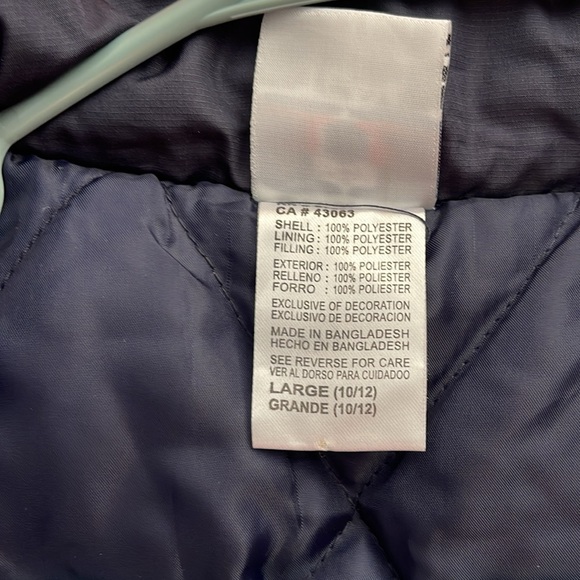 CA # 43063
SHELL : 100% POLYESTER
LINING : 100% POLYESTER
FILLING : 100% POLYESTER
EXTERIOR : 100% POLIESTER
RELLENO : 100% POLIESTER
FORRO : 100% POLIESTER
EXCLUSIVE OF DECORATION
EXCLUSIVO DE DECORACION
MADE IN BANGLADESH
HECHO EN BANGLADESH
SEE REVERSE FOR CARE
VER AL DORSO PARA CUIDADOO
LARGE (10/12)
GRANDE (10/12)